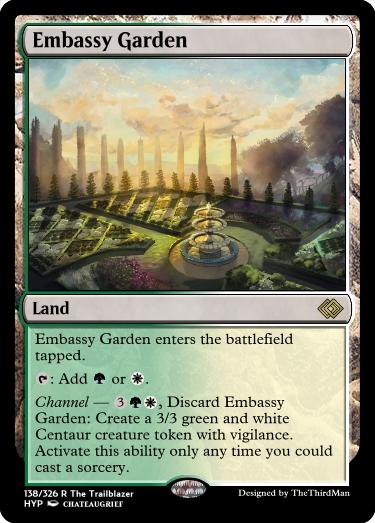 Embassy Garden
Land
Embassy Garden enters the battlefield
tapped.
: Add or .
Channel — 3 , Discard Embassy
Garden: Create a 3/3 green and white
Centaur creature token with vigilance.
Activate this ability only any time you could
cast a sorcery.
138/326 R The Trailblazer
HYP CHATEAUGRIEF
Designed by TheThirdMan